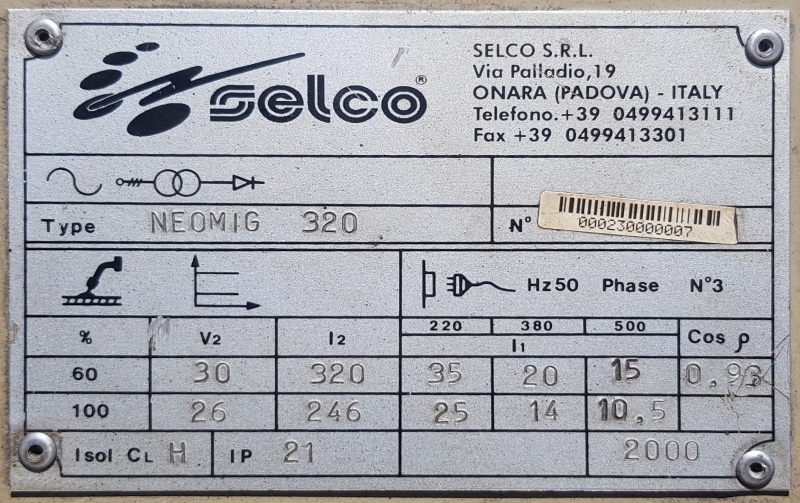 selco®
SELCO S.R.L.
Via Palladio,19
ONARA (PADOVA) - ITALY
Telefono.+39 0499413111
Fax +39 0499413301
Type NEOMIG 320
N° 000230000007
Hz50 Phase N°3
% V2 I2 220 380 500 Cos ρ
I1
60 30 320 35 20 15 0,93
100 26 246 25 14 10,5
Isol CL H IP 21 2000